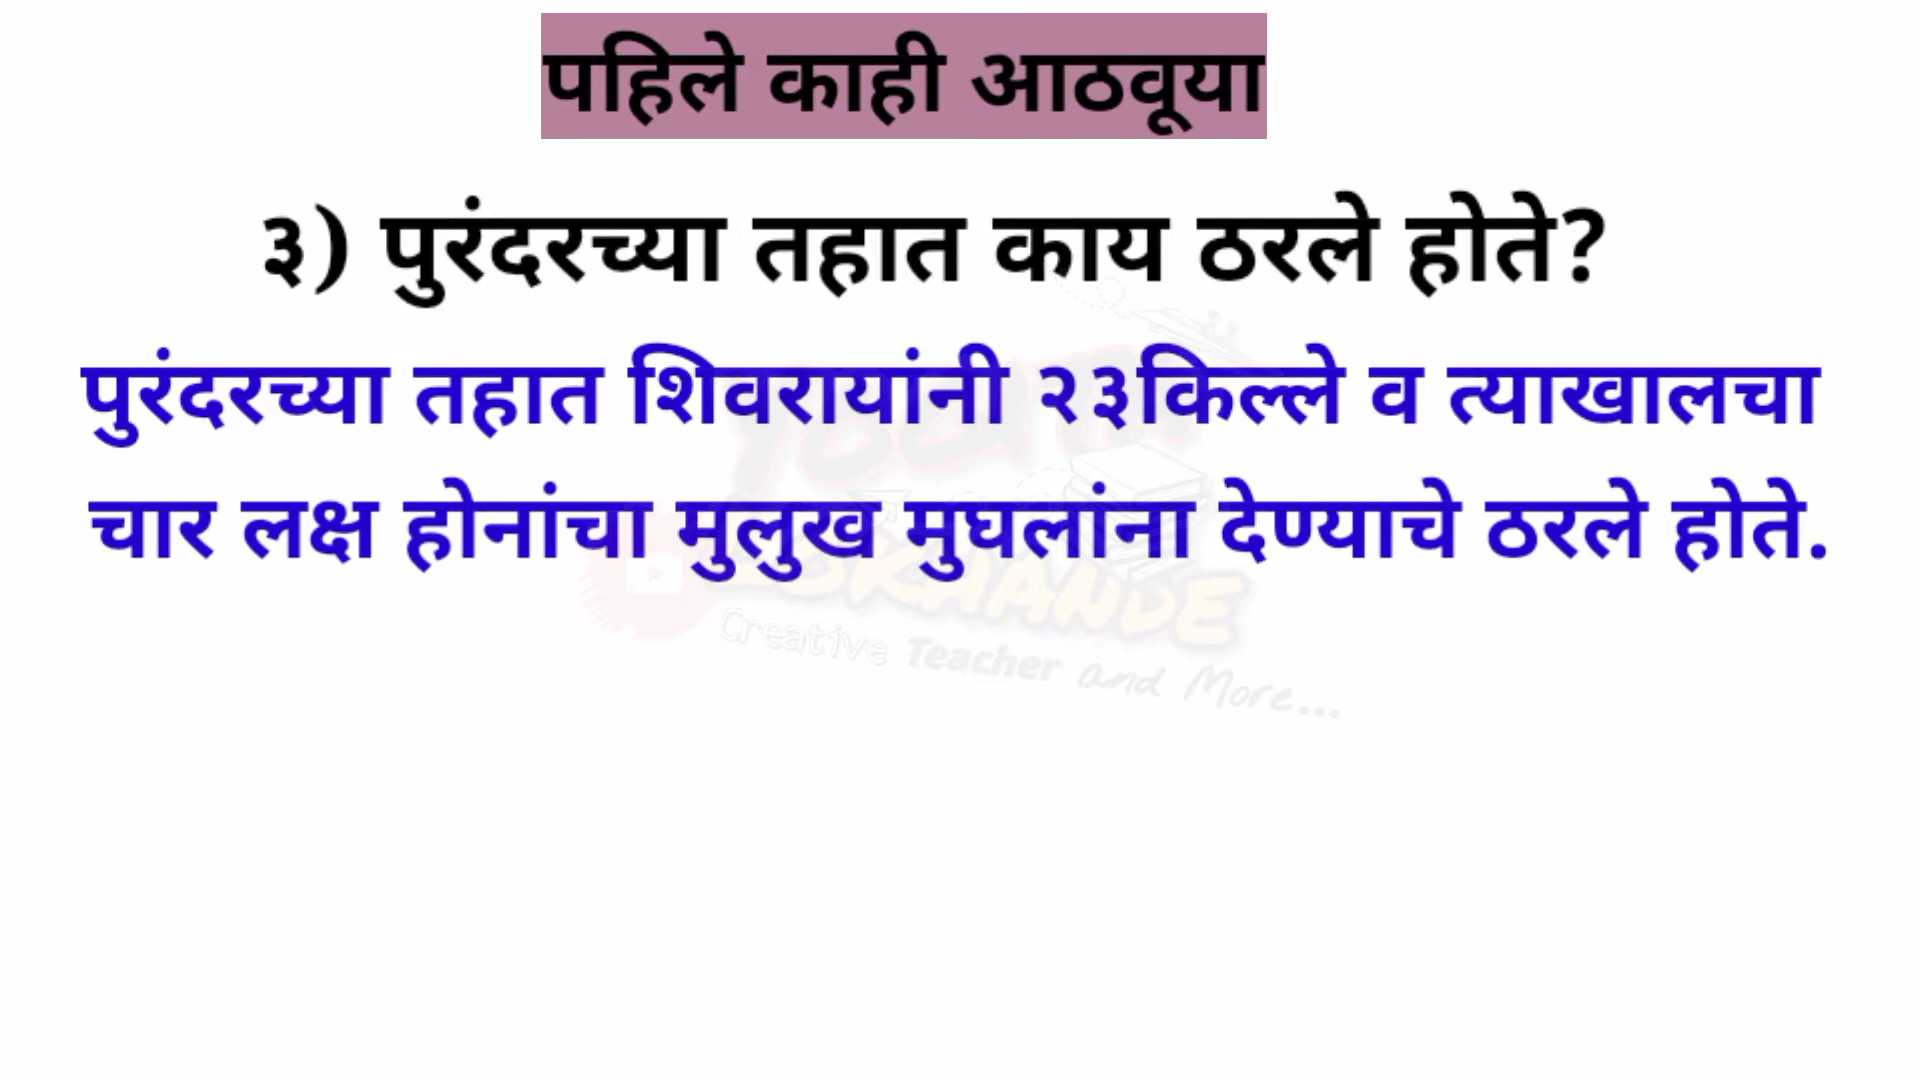 पहिले काही आठवूया
३) पुरंदरच्या तहात काय ठरले होते?
पुरंदरच्या तहात शिवरायांनी २३किल्ले व त्याखालचा
चार लक्ष होनांचा मुलुख मुघलांना देण्याचे ठरले होते.
Creative Teacher and More...